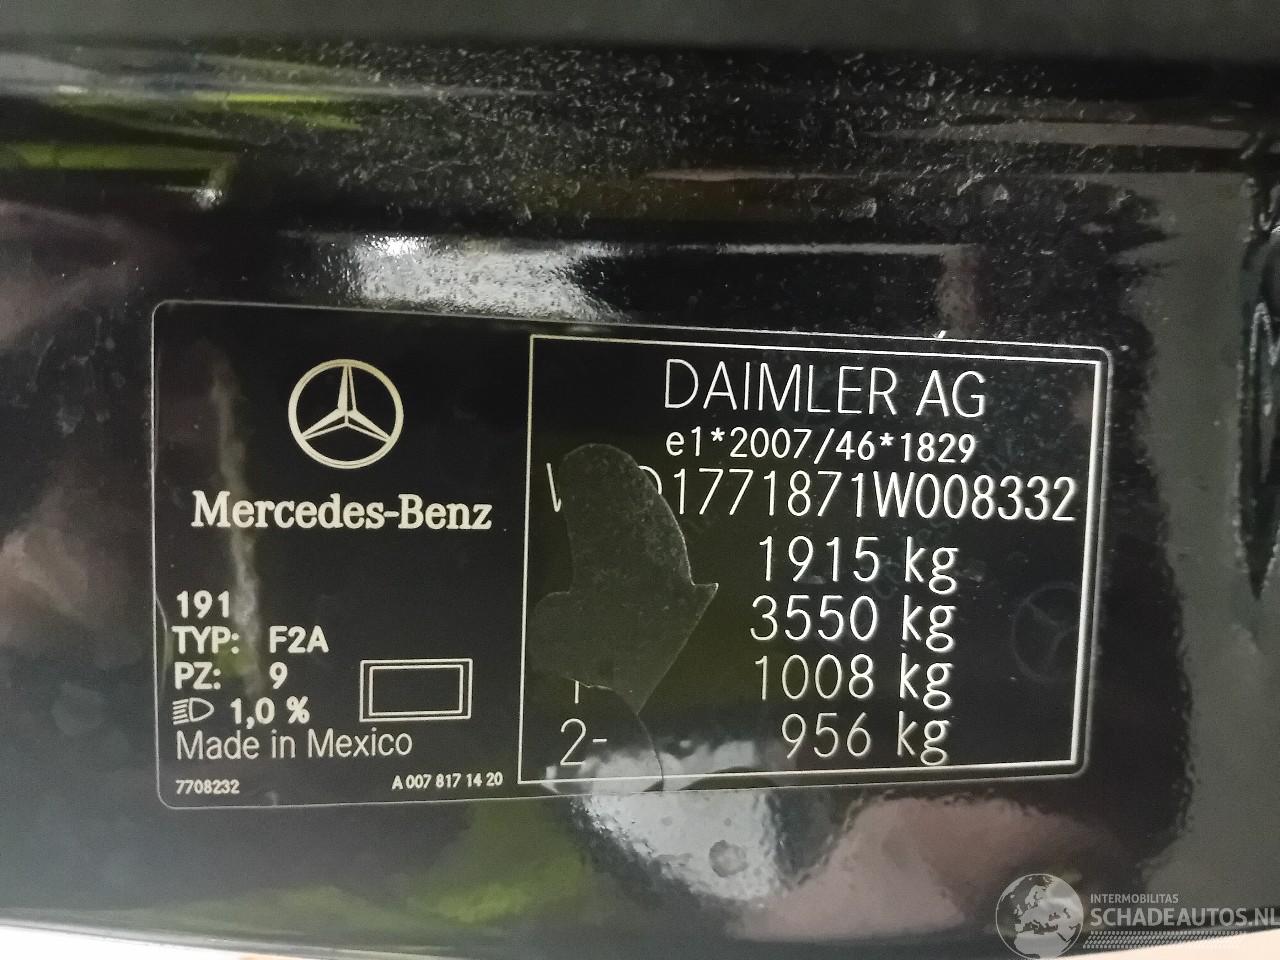 Mercedes-Benz
191
TYP: F2A
PZ: 9
1,0 %
Made in Mexico
7708232
A 007 817 14 20
DAIMLER AG
e1*2007/46*1829
1771871W008332
1915 kg
3550 kg
1008 kg
2- 956 kg
INTERMOBILITAS
SCHADEAUTOS.NL